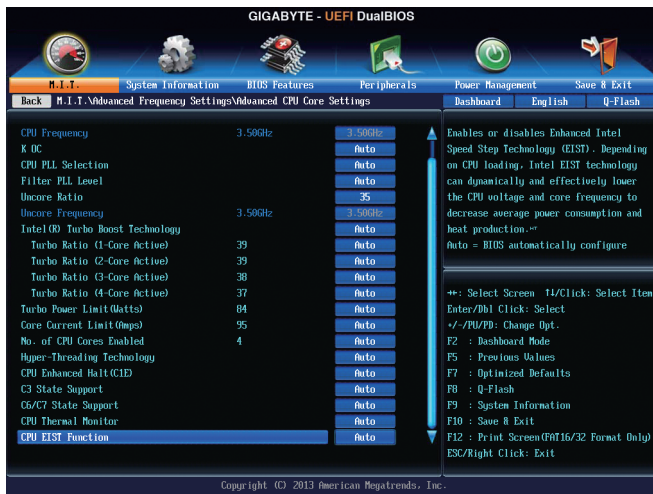 GIGABYTE - UEFI DualBIOS
M.I.T. System Information BIOS Features Peripherals Power Management Save & Exit
Back M.I.T.\Advanced Frequency Settings\Advanced CPU Core Settings Dashboard English Q-Flash
CPU Frequency 3.50GHz 3.50GHz
K OC Auto
CPU PLL Selection Auto
Filter PLL Level Auto
Uncore Ratio 35
Uncore Frequency 3.50GHz 3.50GHz
Intel(R) Turbo Boost Technology Auto
Turbo Ratio (1-Core Active) 39 Auto
Turbo Ratio (2-Core Active) 39 Auto
Turbo Ratio (3-Core Active) 38 Auto
Turbo Ratio (4-Core Active) 37 Auto
Turbo Power Limit(Watts) 84 Auto
Core Current Limit(Amps) 95 Auto
No. of CPU Cores Enabled 4 Auto
Hyper-Threading Technology Auto
CPU Enhanced Halt(C1E) Auto
C3 State Support Auto
C6/C7 State Support Auto
CPU Thermal Monitor Auto
CPU EIST Function Auto
Enables or disables Enhanced Intel
Speed Step Technology (EIST). Depending
on CPU loading, Intel EIST technology
can dynamically and effectively lower
the CPU voltage and core frequency to
decrease average power consumption and
heat production.
Auto = BIOS automatically configure
→←: Select Screen ↑↓/Click: Select Item
Enter/Dbl Click: Select
+/-/PU/PD: Change Opt.
F2 : Dashboard Mode
F5 : Previous Values
F7 : Optimized Defaults
F8 : Q-Flash
F9 : System Information
F10 : Save & Exit
F12 : Print Screen(FAT16/32 Format Only)
ESC/Right Click: Exit
Copyright (C) 2013 American Megatrends, Inc.